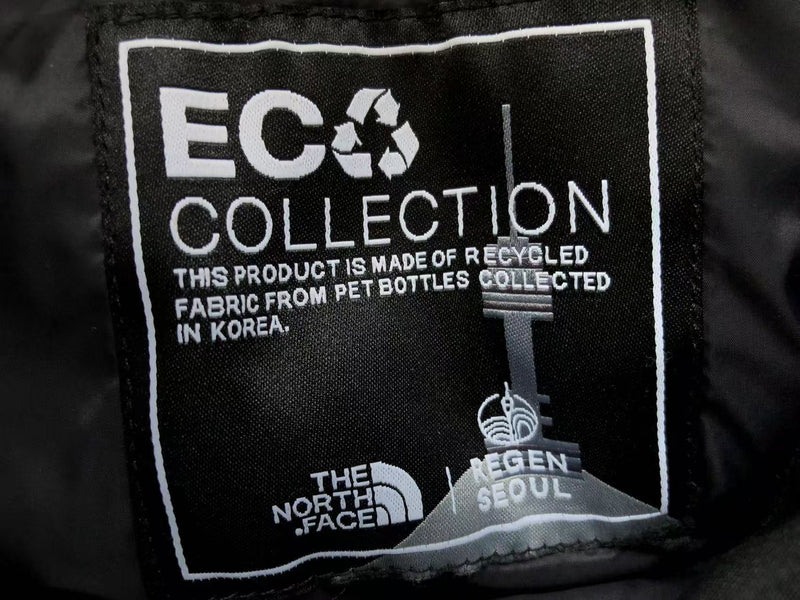 ECO
COLLECTION
THIS PRODUCT IS MADE OF RECYCLED
FABRIC FROM PET BOTTLES COLLECTED
IN KOREA.
THE
NORTH
FACE
REGEN
SEOUL